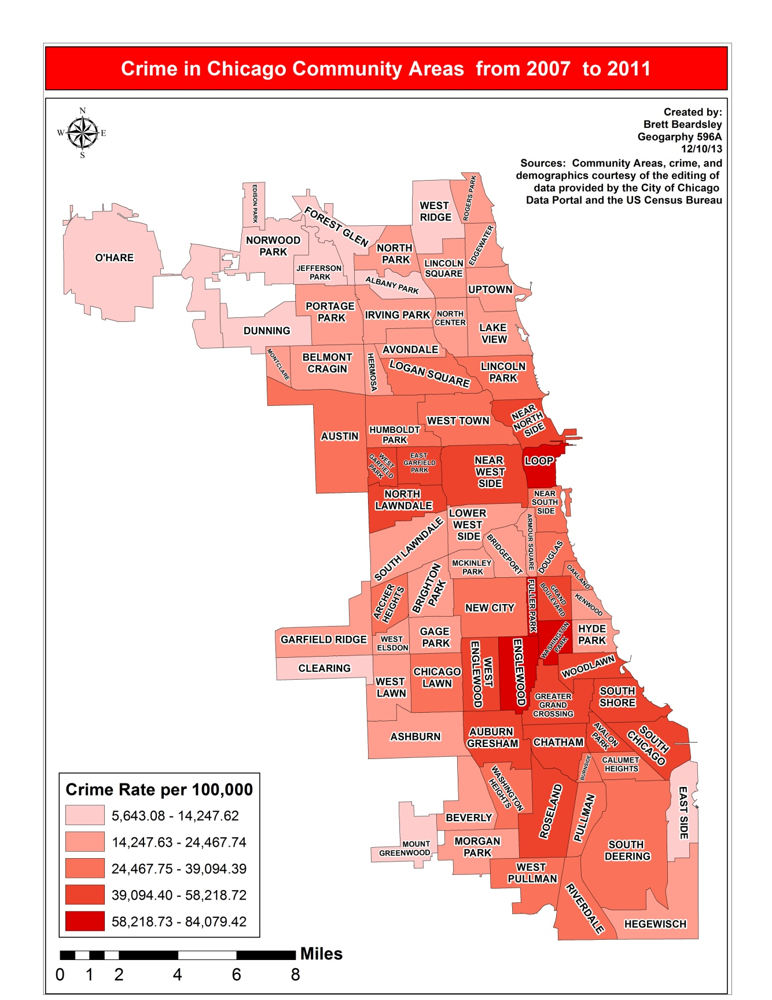 Crime in Chicago Community Areas from 2007 to 2011
N
W E
S
Created by:
Brett Beardsley
Geogarphy 596A
12/10/13
Sources: Community Areas, crime, and
demographics courtesy of the editing of
data provided by the City of Chicago
Data Portal and the US Census Bureau
EDISON PARK
ROGERS PARK
WEST
RIDGE
FOREST GLEN
NORWOOD
PARK
O'HARE
EDGEWATER
NORTH
PARK
JEFFERSON
PARK
LINCOLN
SQUARE
ALBANY PARK
UPTOWN
PORTAGE
PARK
IRVING PARK
NORTH
CENTER
DUNNING
LAKE
VIEW
MONTCLARE
BELMONT
CRAGIN
HERMOSA
AVONDALE
LOGAN SQUARE
LINCOLN
PARK
NEAR
NORTH
SIDE
WEST TOWN
AUSTIN
HUMBOLDT
PARK
WEST
GARFIELD
PARK
EAST
GARFIELD
PARK
NEAR
WEST
SIDE
LOOP
NORTH
LAWNDALE
NEAR
SOUTH
SIDE
LOWER
WEST
SIDE
SOUTH LAWNDALE
BRIDGEPORT
ARMOUR SQUARE
DOUGLAS
MCKINLEY
PARK
OAKLAND
ARCHER
HEIGHTS
BRIGHTON
PARK
NEW CITY
FULLER PARK
GRAND
BOULEVARD
KENWOOD
GARFIELD RIDGE
WEST
ELSDON
GAGE
PARK
WASHINGTON
PARK
HYDE
PARK
CLEARING
WEST
LAWN
CHICAGO
LAWN
WEST
ENGLEWOOD
ENGLEWOOD
WOODLAWN
GREATER
GRAND
CROSSING
SOUTH
SHORE
ASHBURN
AUBURN
GRESHAM
CHATHAM
AVALON
PARK
SOUTH
CHICAGO
BURNSIDE
CALUMET
HEIGHTS
WASHINGTON
HEIGHTS
ROSELAND
PULLMAN
EAST SIDE
BEVERLY
MOUNT
GREENWOOD
MORGAN
PARK
SOUTH
DEERING
WEST
PULLMAN
RIVERDALE
HEGEWISCH
Crime Rate per 100,000
5,643.08 - 14,247.62
14,247.63 - 24,467.74
24,467.75 - 39,094.39
39,094.40 - 58,218.72
58,218.73 - 84,079.42
Miles
0 1 2 4 6 8